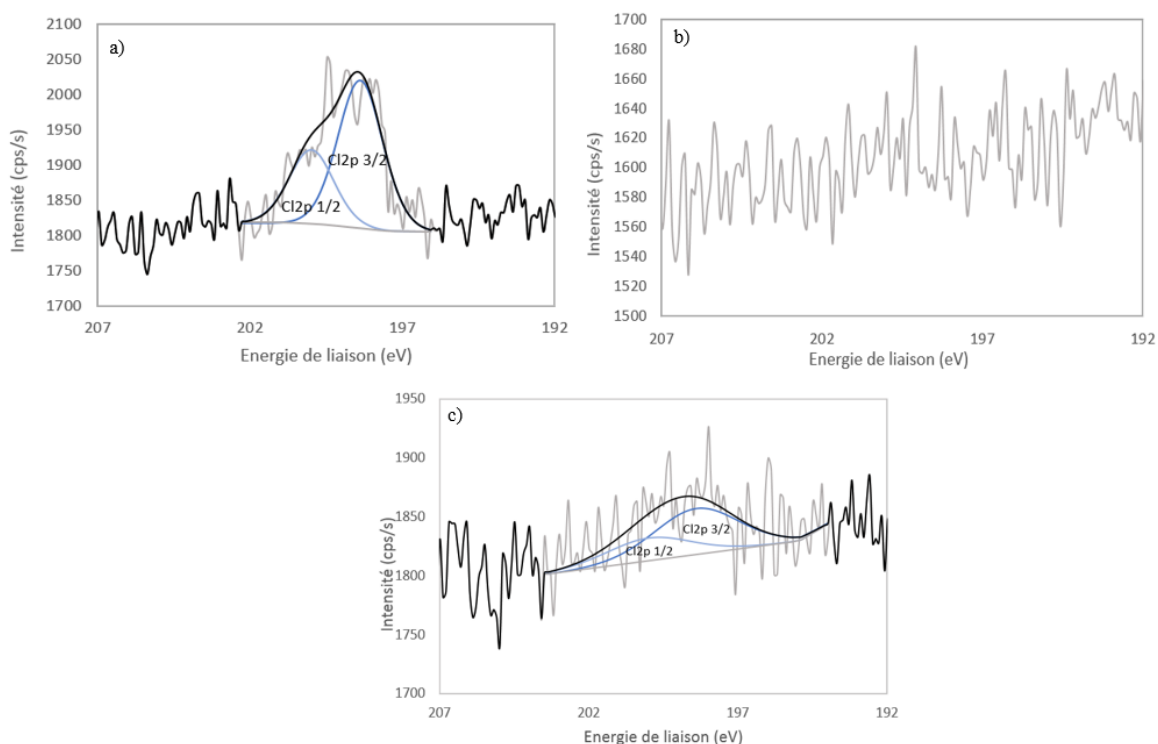 a)
Intensité (cps/s)
2100
2050
2000
1950
1900
1850
1800
1750
1700
Cl2p 3/2
Cl2p 1/2
207
202
197
192
Energie de liaison (eV)
b)
Intensité (cps/s)
1700
1680
1660
1640
1620
1600
1580
1560
1540
1520
1500
207
202
197
192
Energie de liaison (eV)
c)
Intensité (cps/s)
1950
1900
1850
1800
1750
1700
Cl2p 3/2
Cl2p 1/2
207
202
197
192
Energie de liaison (eV)